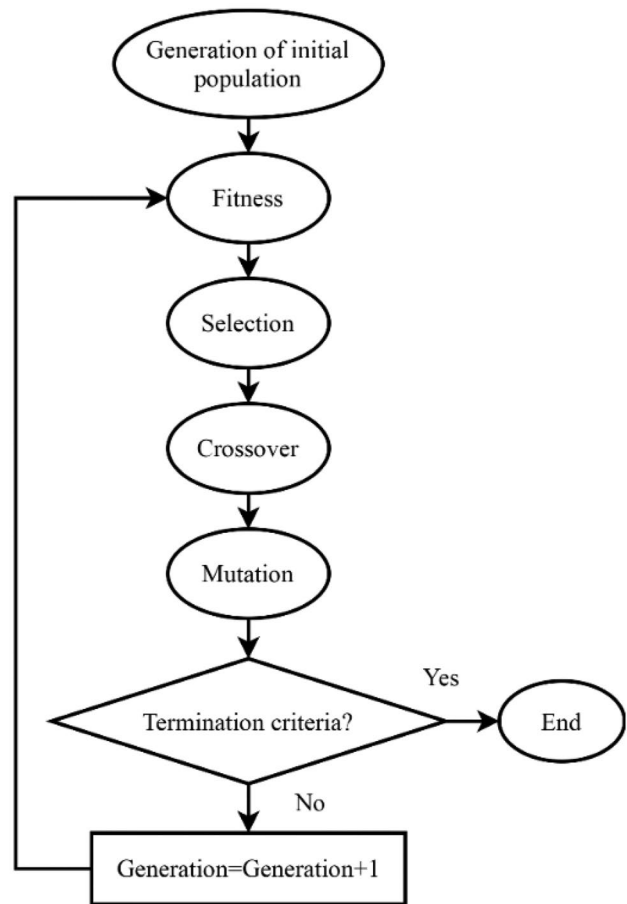 Generation of initial
population
Fitness
Selection
Crossover
Mutation
Termination criteria?
Yes
End
No
Generation=Generation+1